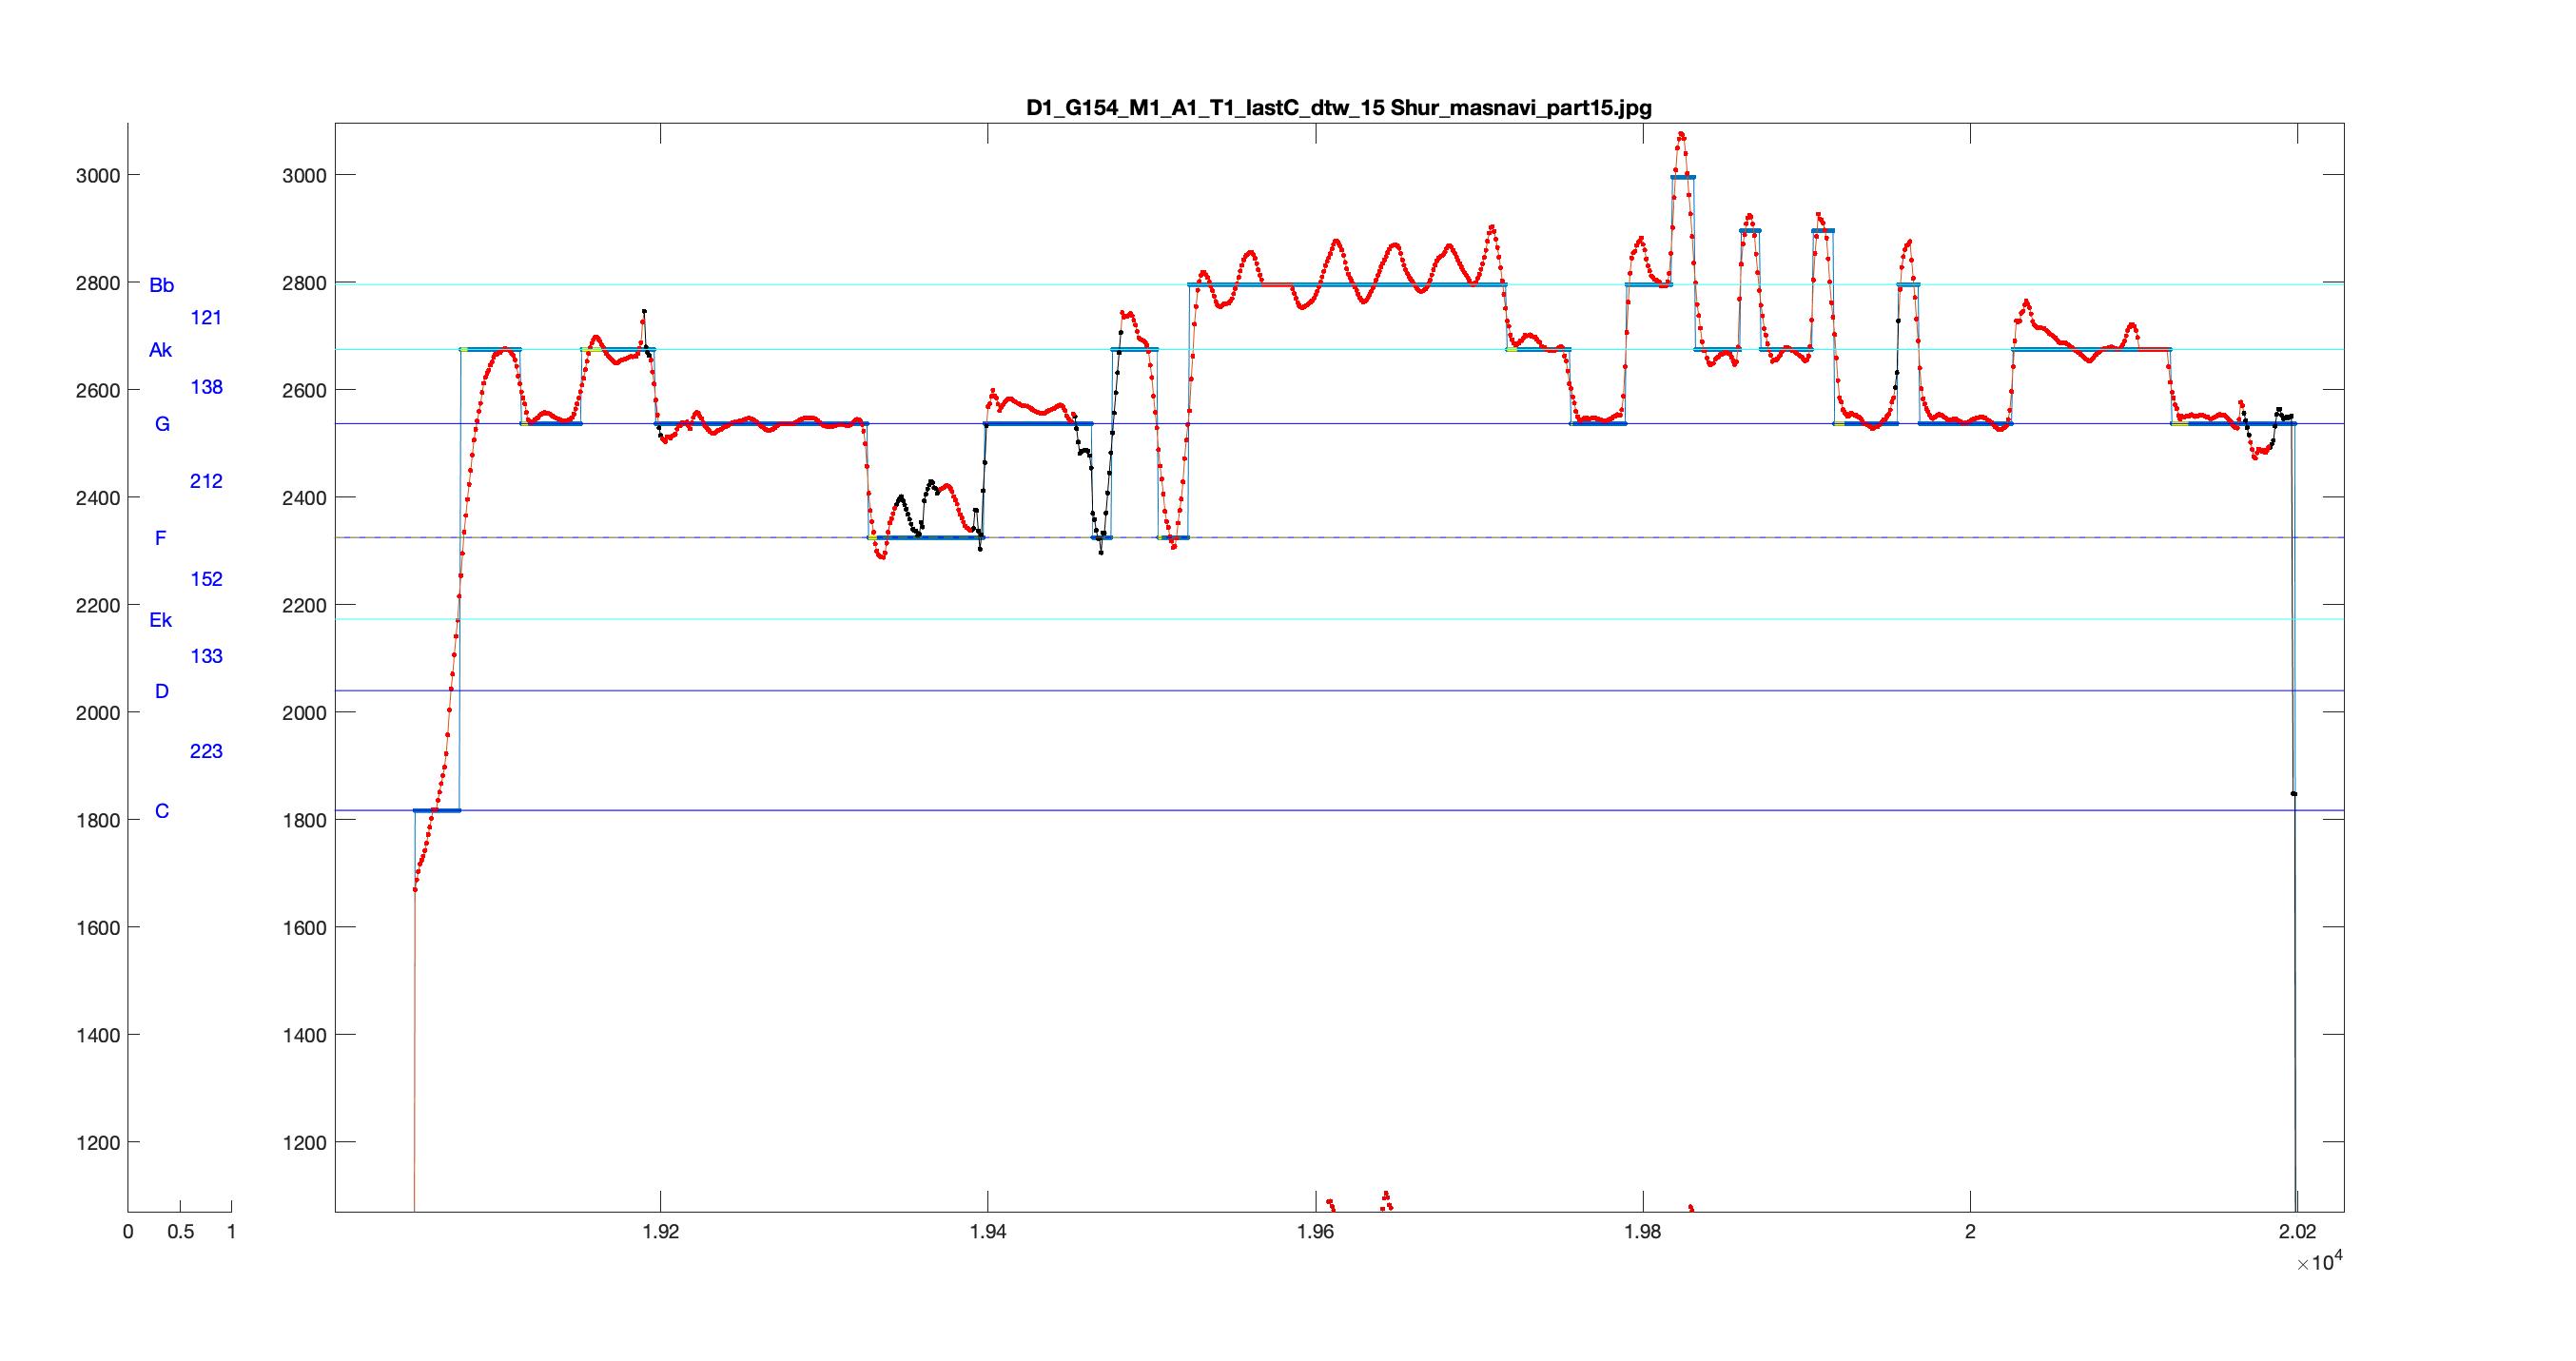 D1_G154_M1_A1_T1_lastC_dtw_15 Shur_masnavi_part15.jpg
3000 3000
2800 Bb 2800
121
Ak
2600 138 2600
G
212
2400 2400
F
152
2200 Ek 2200
133
D
2000 2000
223
C
1800 1800
1600 1600
1400 1400
1200 1200
0 0.5 1 1.92 1.94 1.96 1.98 2 2.02
×10⁴